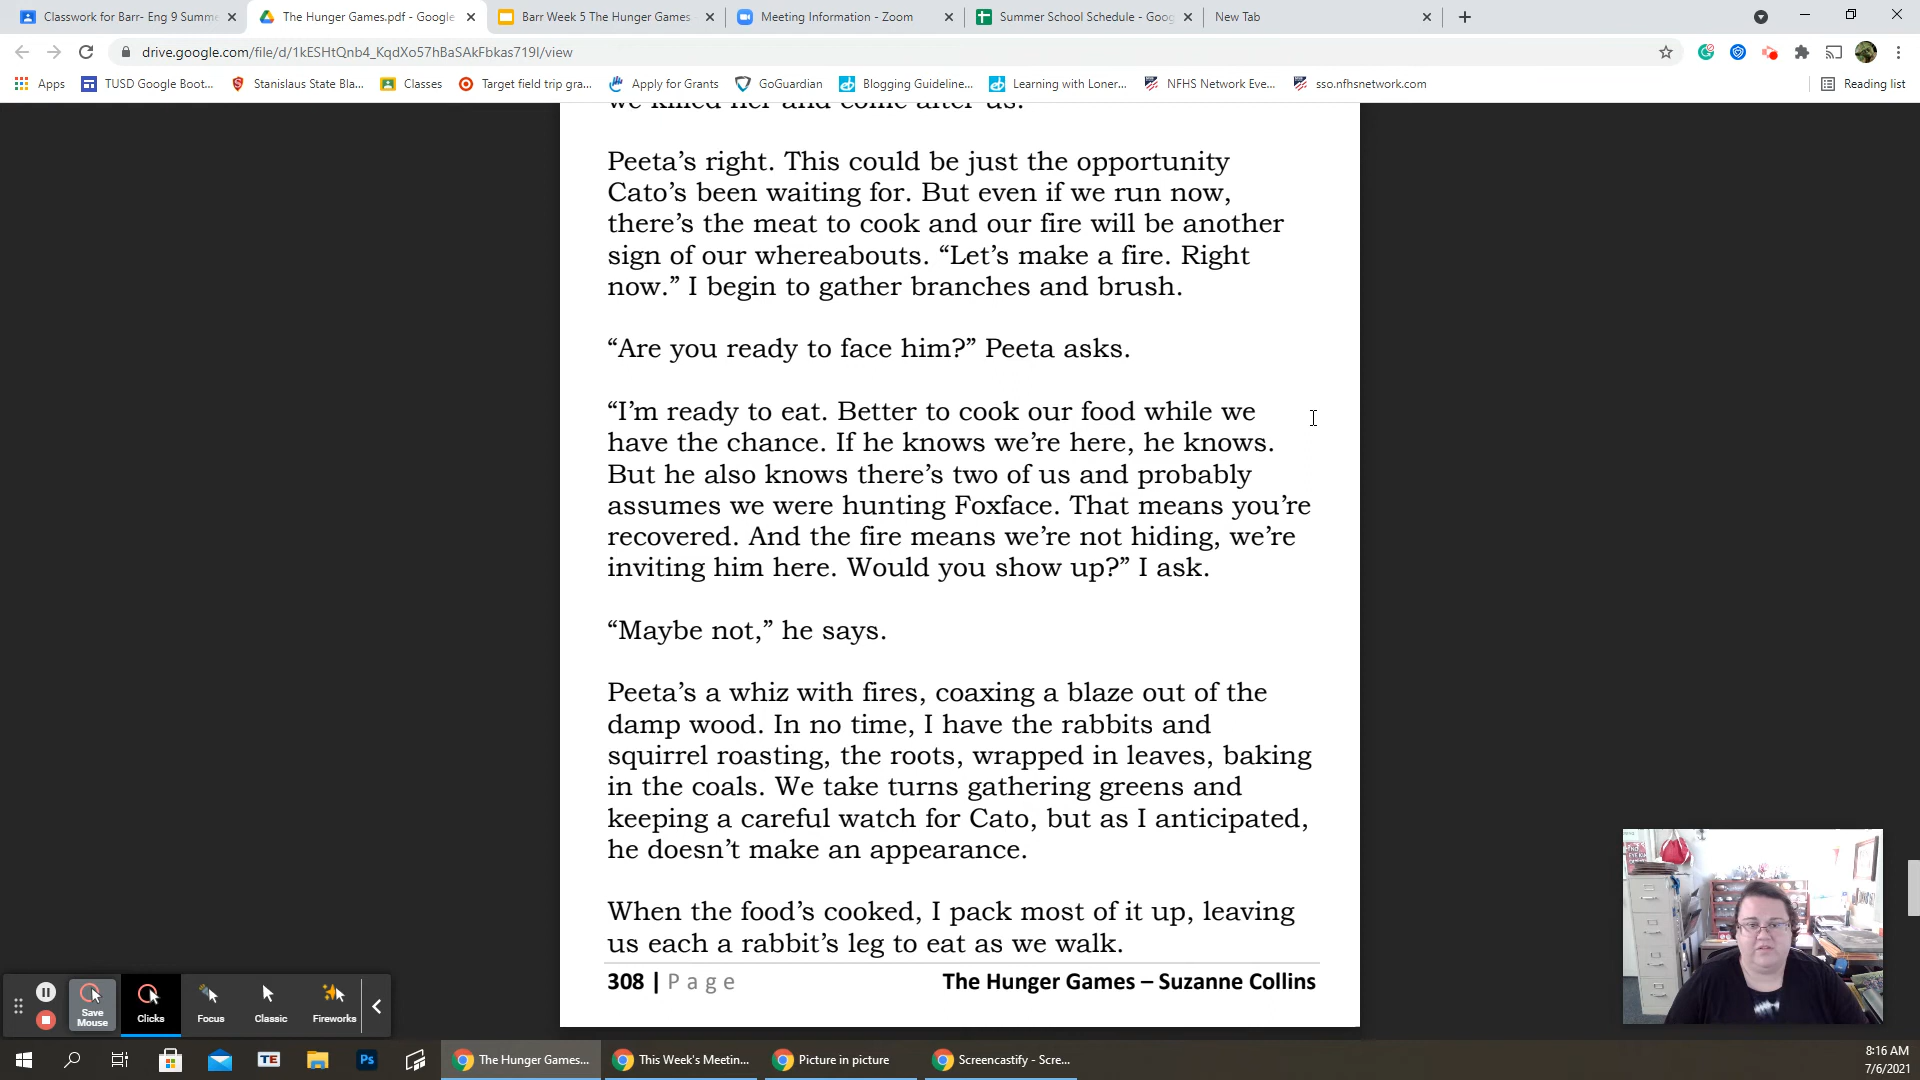 Classwork for Barr- Eng 9 Summe
The Hunger Games.pdf - Google
Barr Week 5 The Hunger Games
Meeting Information - Zoom
Summer School Schedule - Goog
New Tab
drive.google.com/file/d/1kESHtQnb4_KqdXo57hBaSAkFbkas719I/view
Apps
TUSD Google Boot...
Stanislaus State Bla...
Classes
Target field trip gra...
Apply for Grants
GoGuardian
Blogging Guideline...
Learning with Loner...
NFHS Network Eve...
sso.nfhsnetwork.com
Reading list
we killed her and come after us.
Peeta’s right. This could be just the opportunity
Cato’s been waiting for. But even if we run now,
there’s the meat to cook and our fire will be another
sign of our whereabouts. “Let’s make a fire. Right
now.” I begin to gather branches and brush.
“Are you ready to face him?” Peeta asks.
“I’m ready to eat. Better to cook our food while we
have the chance. If he knows we’re here, he knows.
But he also knows there’s two of us and probably
assumes we were hunting Foxface. That means you’re
recovered. And the fire means we’re not hiding, we’re
inviting him here. Would you show up?” I ask.
“Maybe not,” he says.
Peeta’s a whiz with fires, coaxing a blaze out of the
damp wood. In no time, I have the rabbits and
squirrel roasting, the roots, wrapped in leaves, baking
in the coals. We take turns gathering greens and
keeping a careful watch for Cato, but as I anticipated,
he doesn’t make an appearance.
When the food’s cooked, I pack most of it up, leaving
us each a rabbit’s leg to eat as we walk.
308 | Page
The Hunger Games – Suzanne Collins
Save
Mouse
Clicks
Focus
Classic
Fireworks
TE
Ps
The Hunger Games...
This Week's Meetin...
Picture in picture
Screencastify - Scre...
8:16 AM
7/6/2021